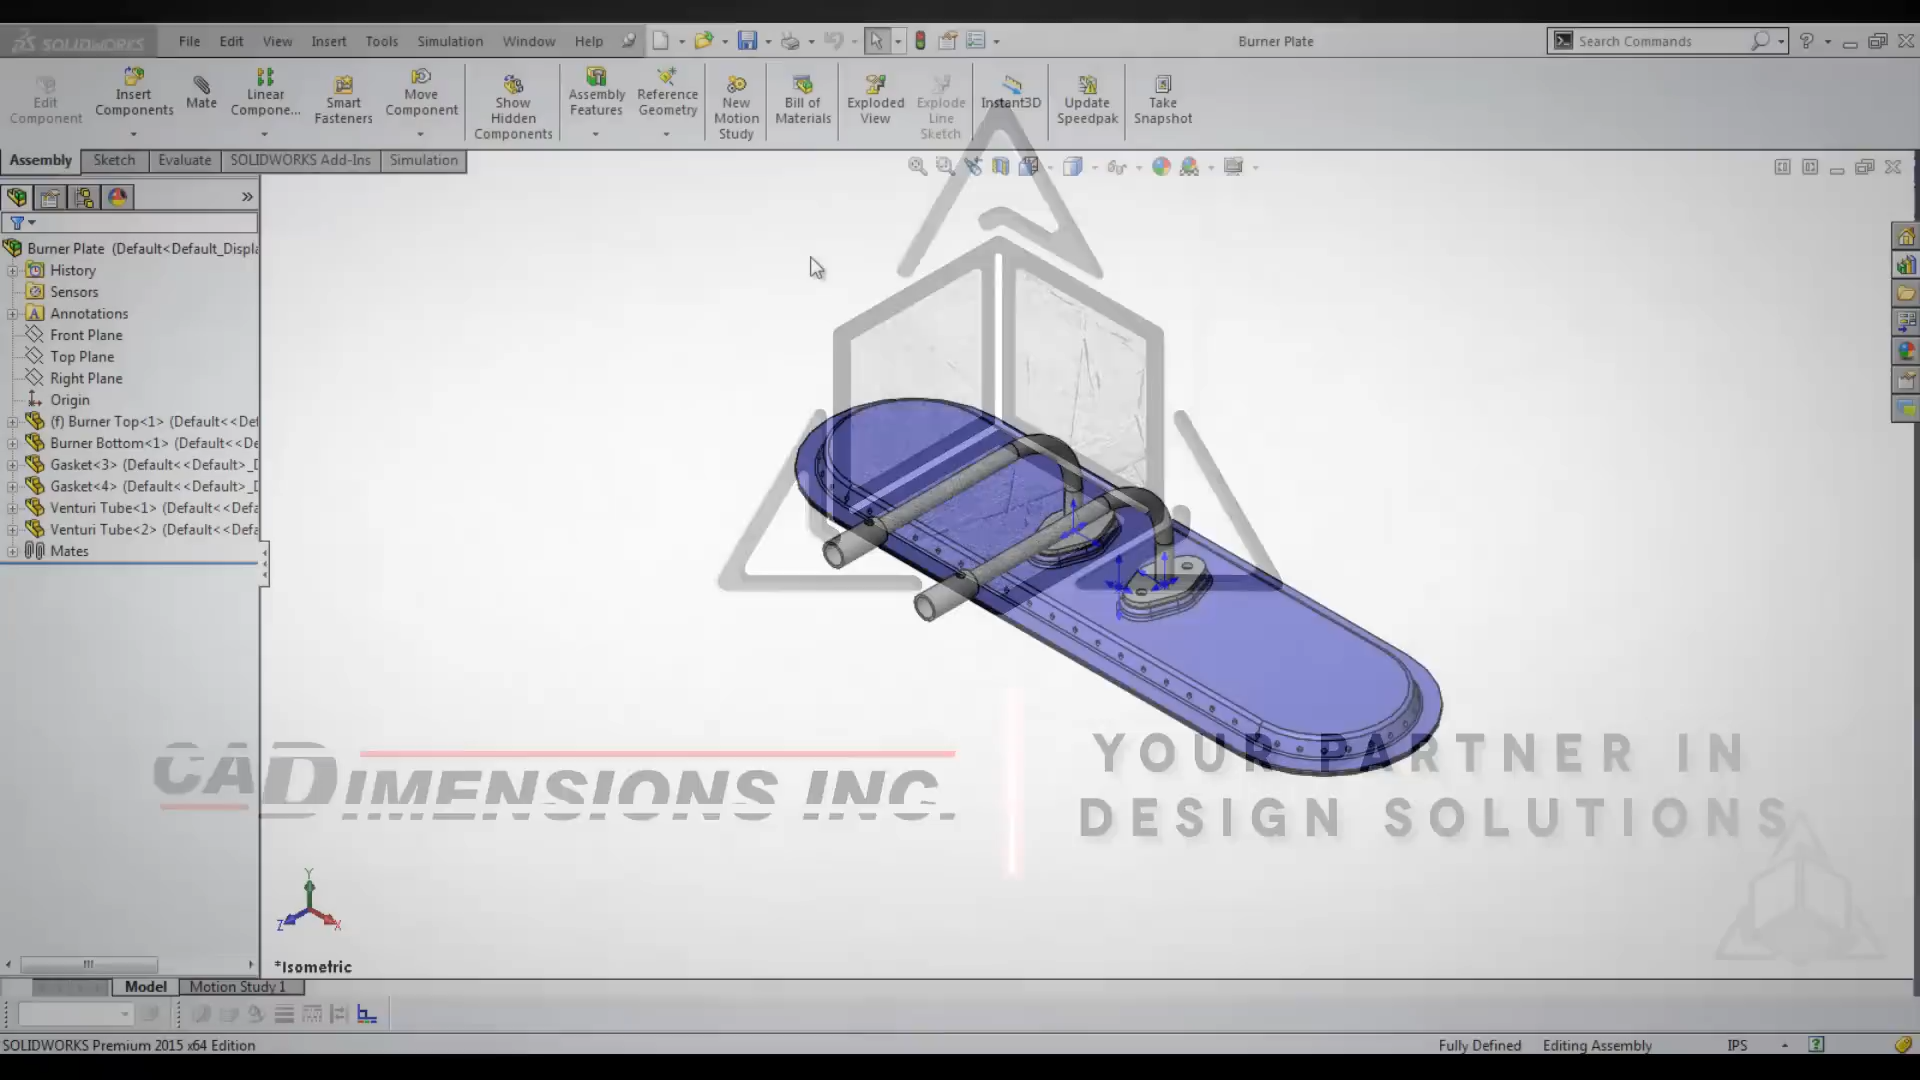 SOLIDWORKS File Edit View Insert Tools Simulation Window Help Burner Plate Search Commands
Edit Component
Insert Components
Mate
Linear Compone...
Smart Fasteners
Move Component
Show Hidden Components
Assembly Features
Reference Geometry
New Motion Study
Bill of Materials
Exploded View
Explode Line Sketch
Instant3D
Update Speedpak
Take Snapshot
Assembly Sketch Evaluate SOLIDWORKS Add-Ins Simulation
Burner Plate (Default<Default_Displa
History
Sensors
Annotations
Front Plane
Top Plane
Right Plane
Origin
(f) Burner Top<1> (Default<<Def
Burner Bottom<1> (Default<<De
Gasket<3> (Default<<Default>_D
Gasket<4> (Default<<Default>_D
Venturi Tube<1> (Default<<Defa
Venturi Tube<2> (Default<<Defa
Mates
CADIMENSIONS INC.
YOUR PARTNER IN
DESIGN SOLUTIONS
Y
Z X
*Isometric
Model Motion Study 1
SOLIDWORKS Premium 2015 x64 Edition Fully Defined Editing Assembly IPS